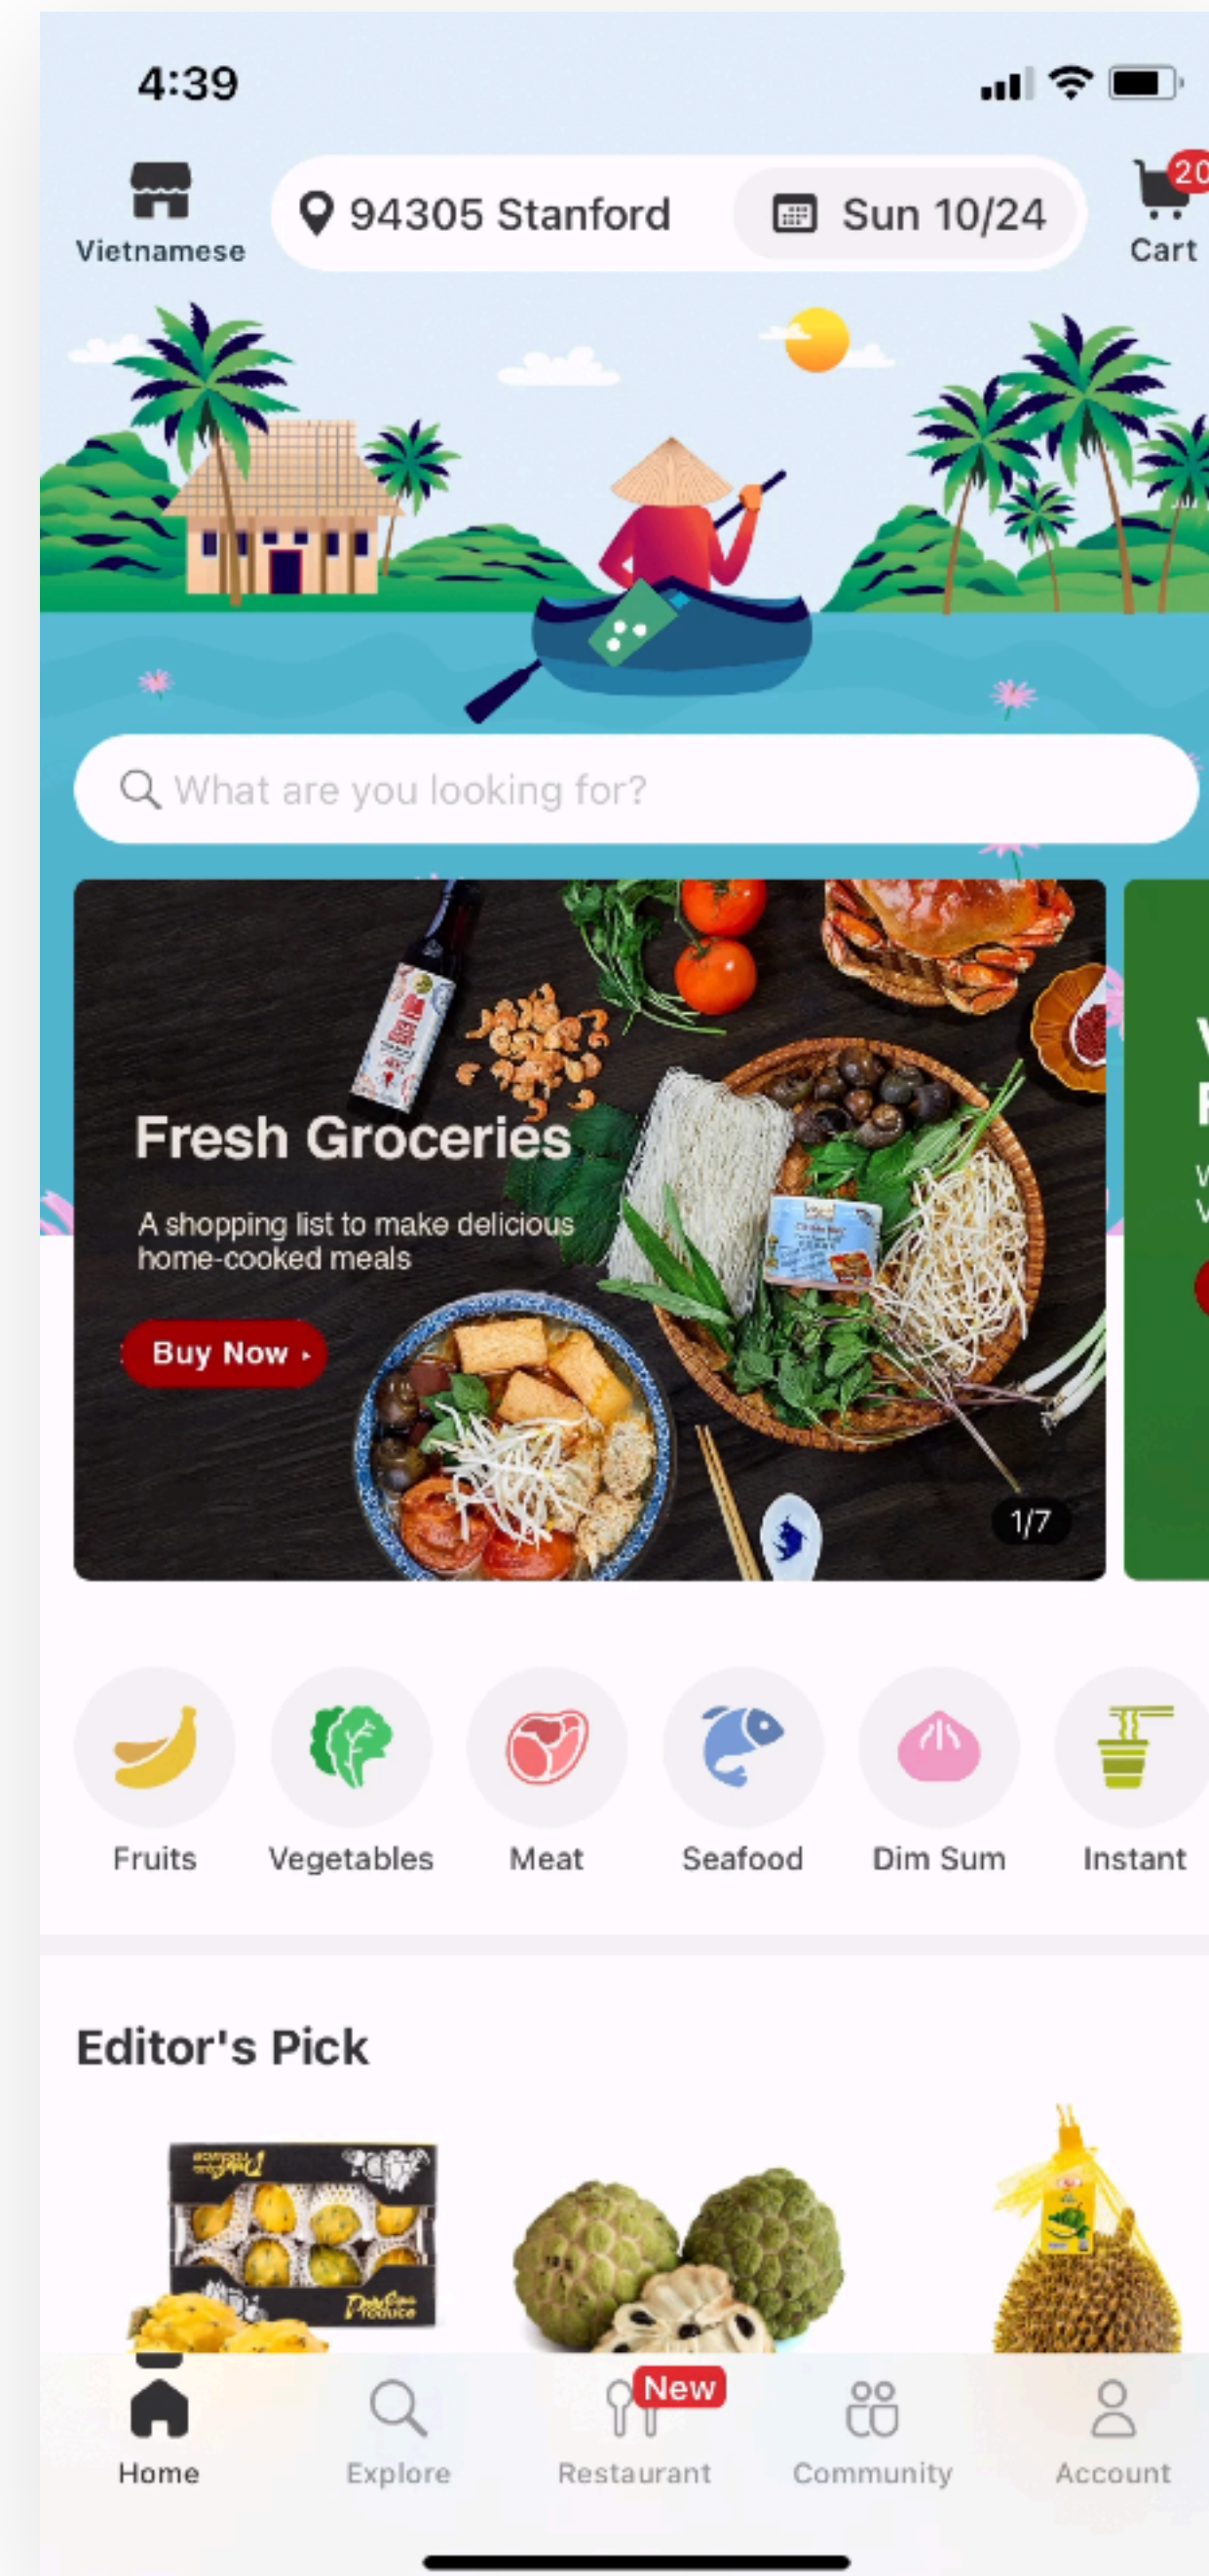 4:39
Vietnamese
94305 Stanford
Sun 10/24
20
Cart
What are you looking for?
Fresh Groceries
A shopping list to make delicious
home-cooked meals
Buy Now
1/7
Fruits
Vegetables
Meat
Seafood
Dim Sum
Instant
Editor's Pick
Produce
New
Home
Explore
Restaurant
Community
Account